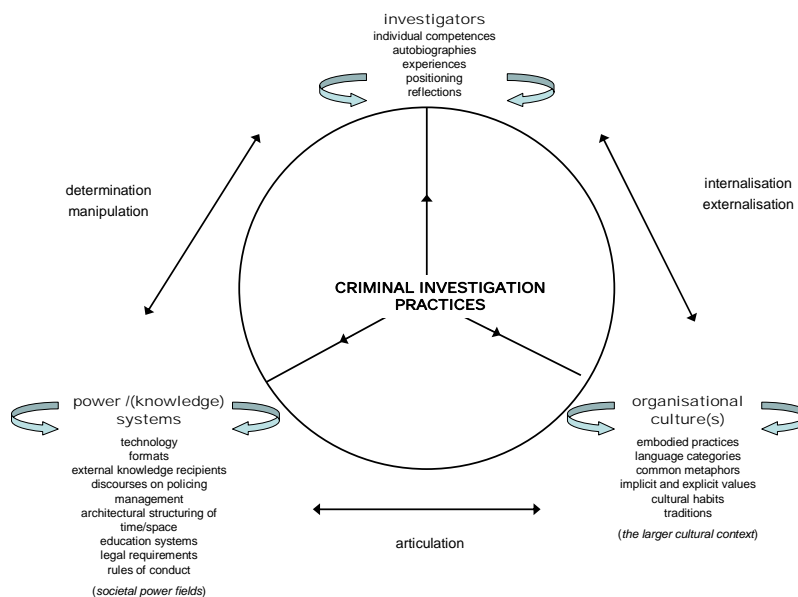 investigators
individual competences
autobiographies
experiences
positioning
reflections
determination
manipulation
internalisation
externalisation
CRIMINAL INVESTIGATION
PRACTICES
power /(knowledge)
systems
technology
formats
external knowledge recipients
discourses on policing
management
architectural structuring of
time/space
education systems
legal requirements
rules of conduct
(societal power fields)
organisational
culture(s)
embodied practices
language categories
common metaphors
implicit and explicit values
cultural habits
traditions
(the larger cultural context)
articulation